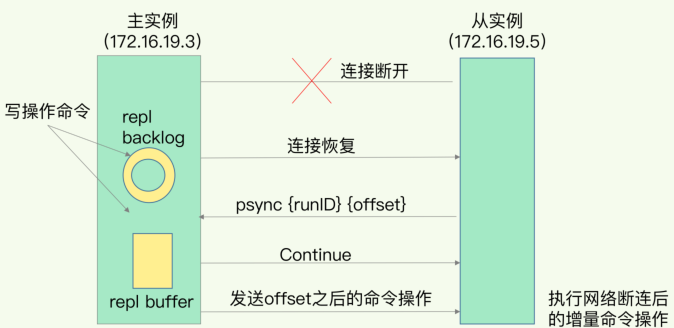 主实例
(172.16.19.3)
从实例
(172.16.19.5)
连接断开
写操作命令
repl
backlog
连接恢复
psync {runID} {offset}
Continue
repl buffer
发送offset之后的命令操作
执行网络断连后
的增量命令操作